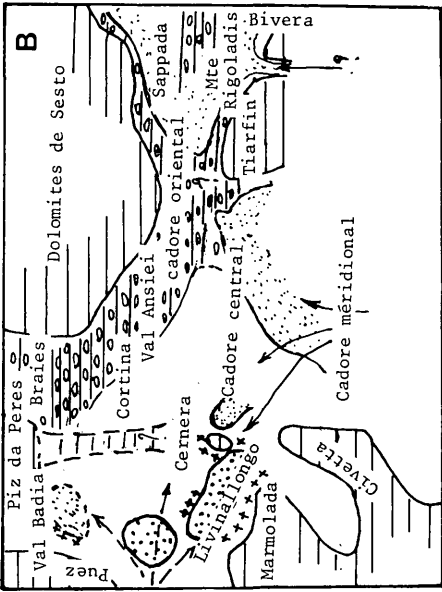 B
Piz da Peres
Braies
Val Badia
Puez
Dolomites de Sesto
Cortina
Val Ansiei
cadore oriental
Sappada
Mte
Rigoladis
Bivera
Tiarfin
Cernera
Cadore central
Livinallongo
Marmolada
Civetta
Cadore méridional